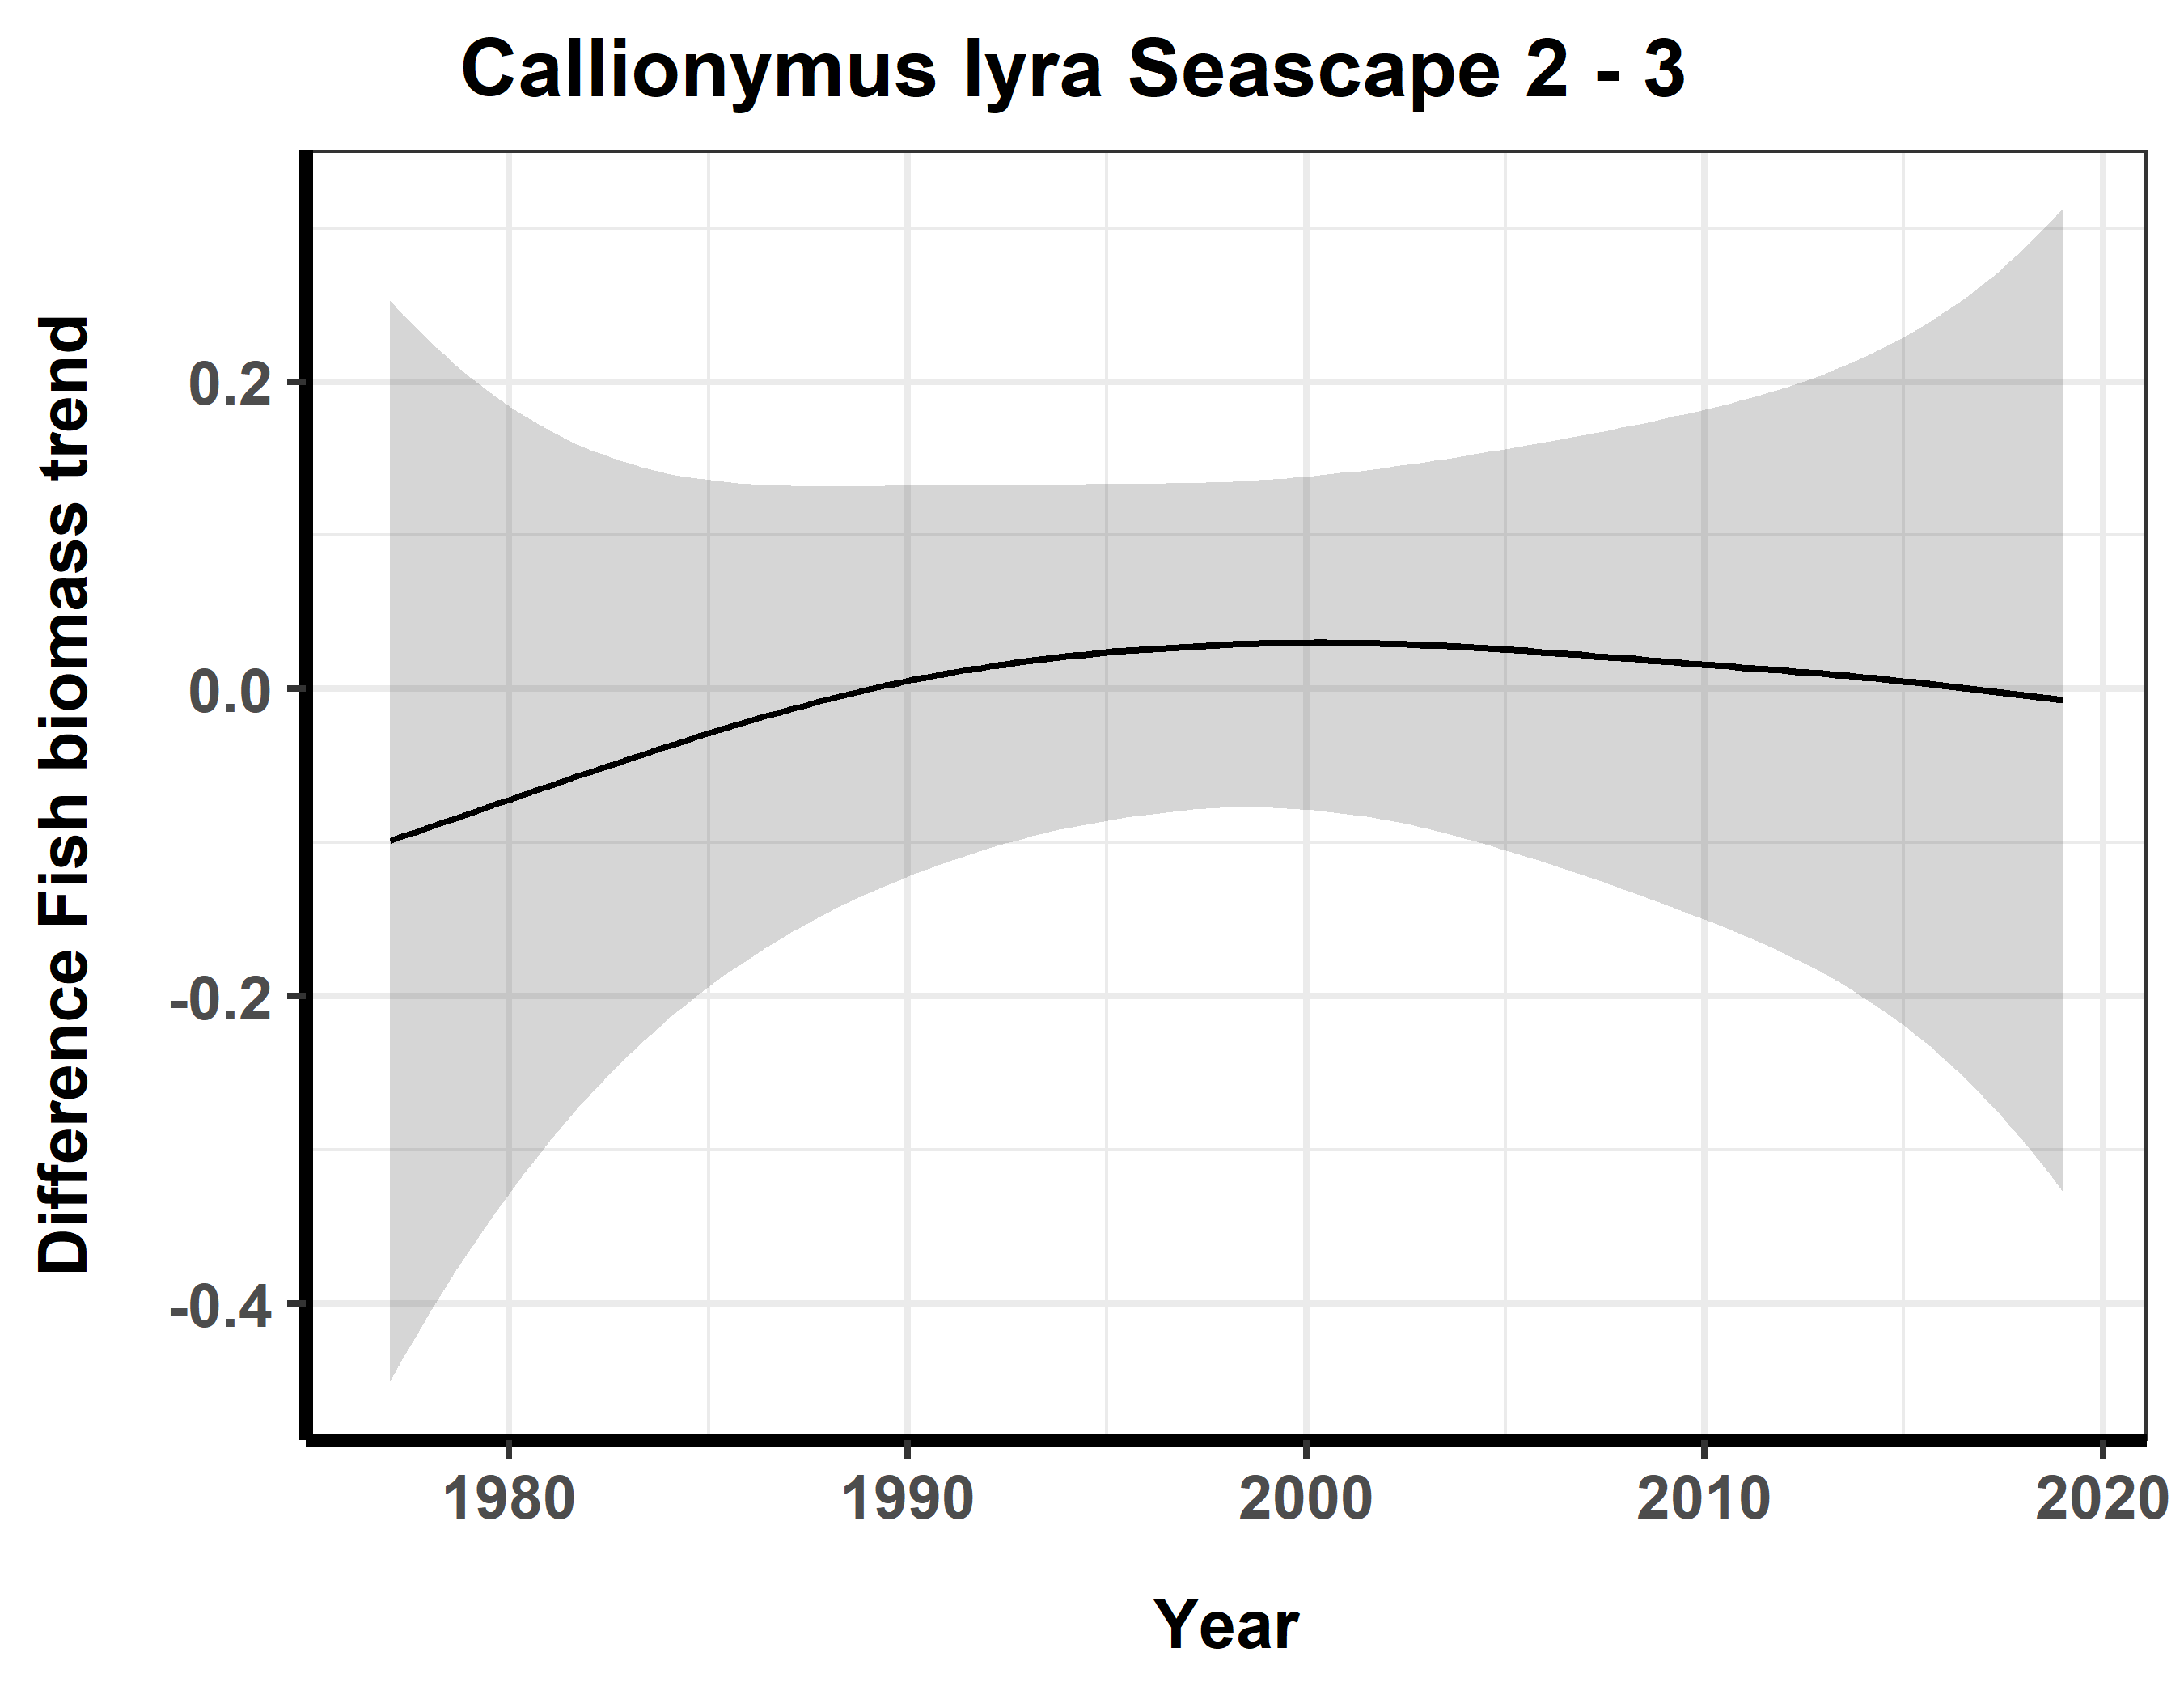 Callionymus lyra Seascape 2 - 3
Difference Fish biomass trend
0.2
0.0
-0.2
-0.4
1980 1990 2000 2010 2020
Year